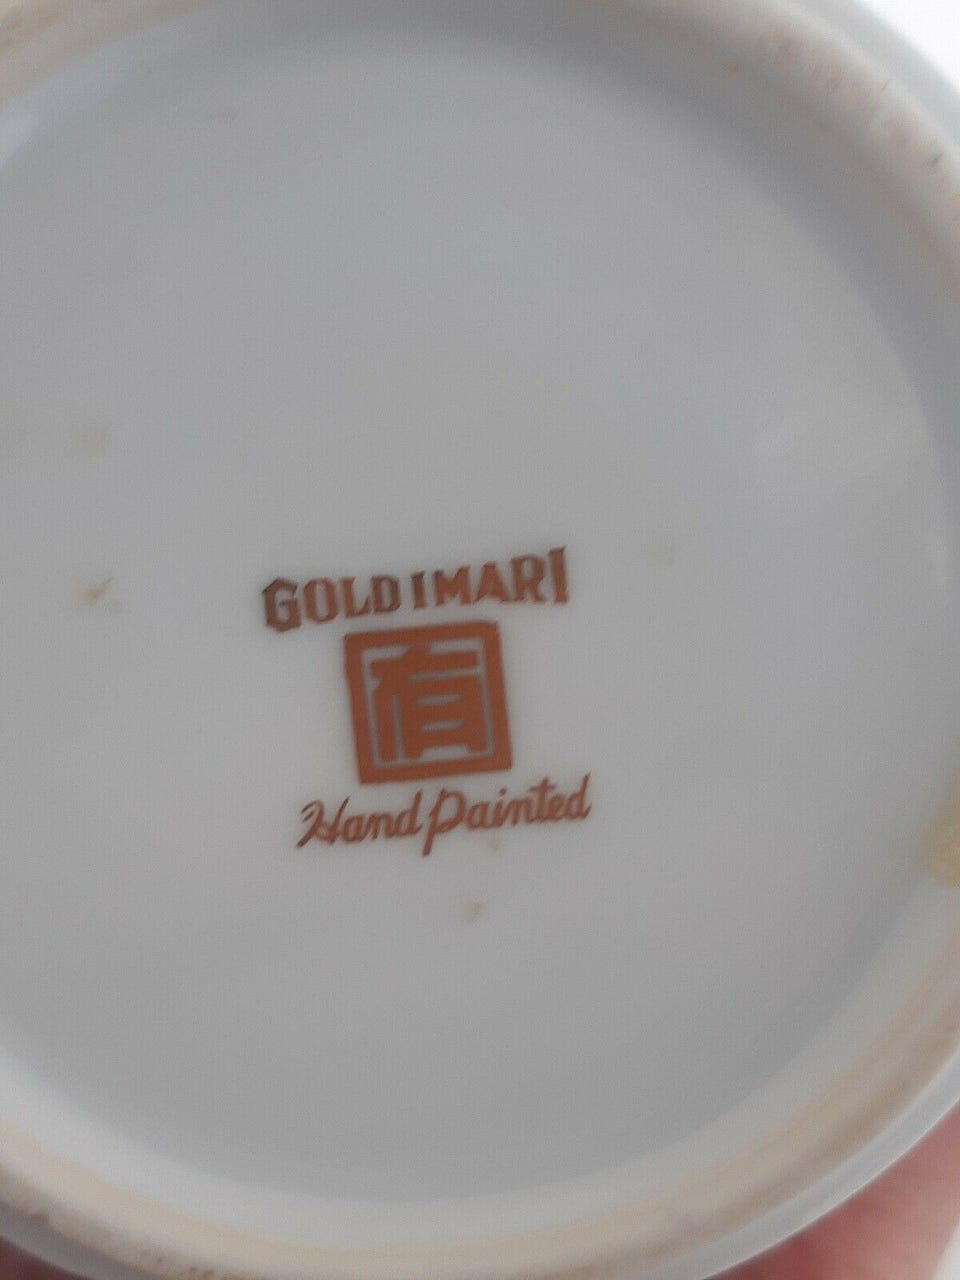 GOLD IMARI
有
Hand Painted